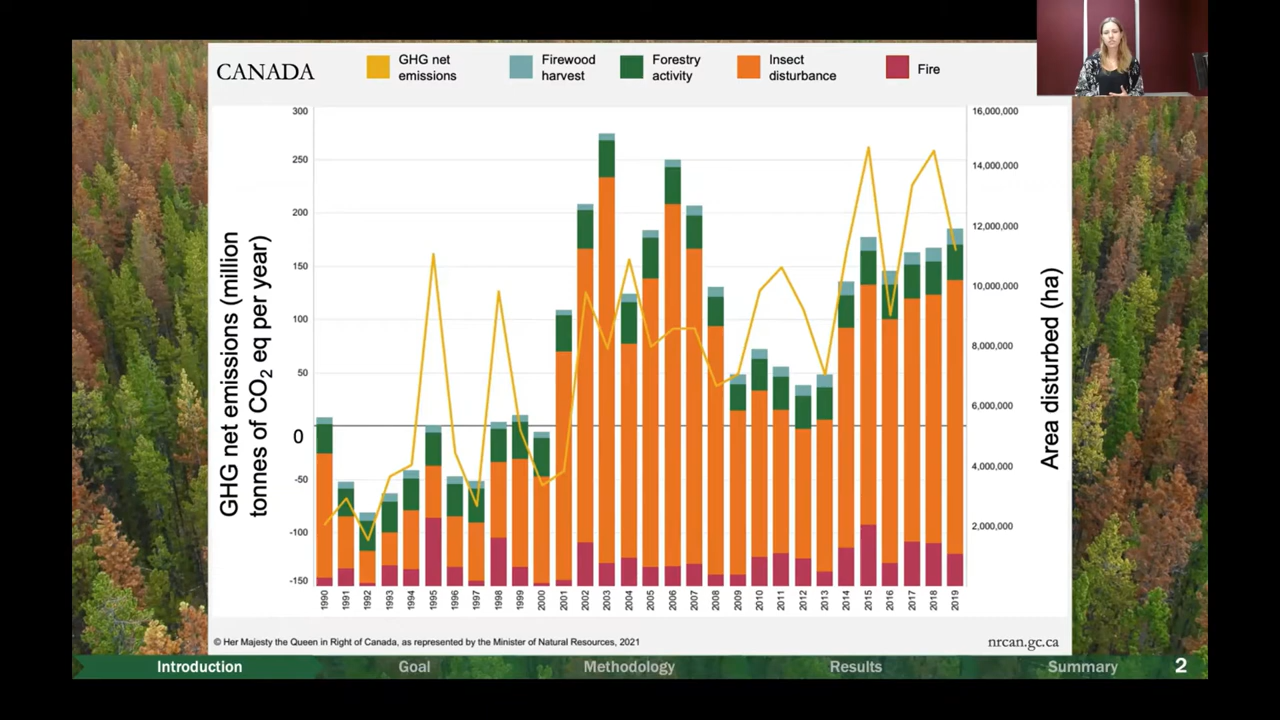 CANADA
GHG net
emissions
Firewood
harvest
Forestry
activity
Insect
disturbance
Fire
GHG net emissions (million
tonnes of CO2 eq per year)
300
250
200
150
100
50
0
-50
-100
-150
16,000,000
14,000,000
12,000,000
10,000,000
8,000,000
6,000,000
4,000,000
2,000,000
Area disturbed (ha)
1990 1991 1992 1993 1994 1995 1996 1997 1998 1999 2000 2001 2002 2003 2004 2005 2006 2007 2008 2009 2010 2011 2012 2013 2014 2015 2016 2017 2018 2019
© Her Majesty the Queen in Right of Canada, as represented by the Minister of Natural Resources, 2021
nrcan.gc.ca
Introduction Goal Methodology Results Summary 2